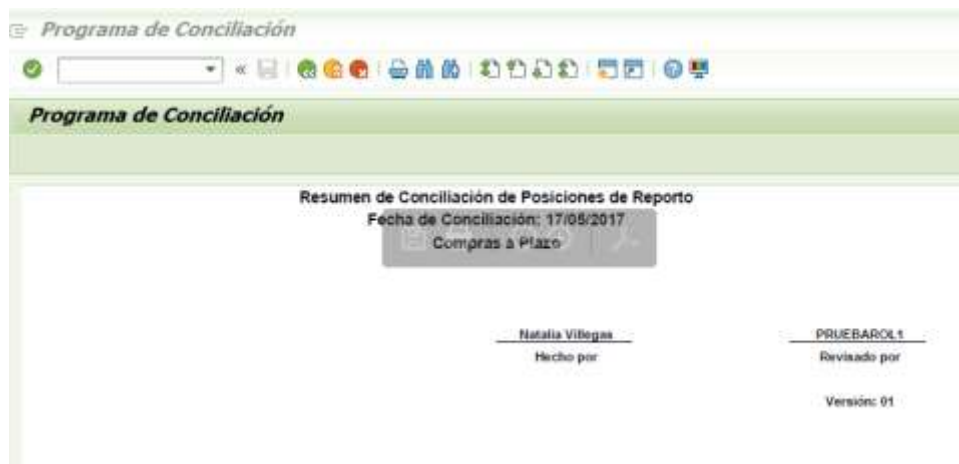 Programa de Conciliación
Programa de Conciliación
Resumen de Conciliación de Posiciones de Reporto
Fecha de Conciliación: 17/05/2017
Compras a Plazo
Natalia Villegas PRUEBAROL1
Hecho por Revisado por
Versión: 01